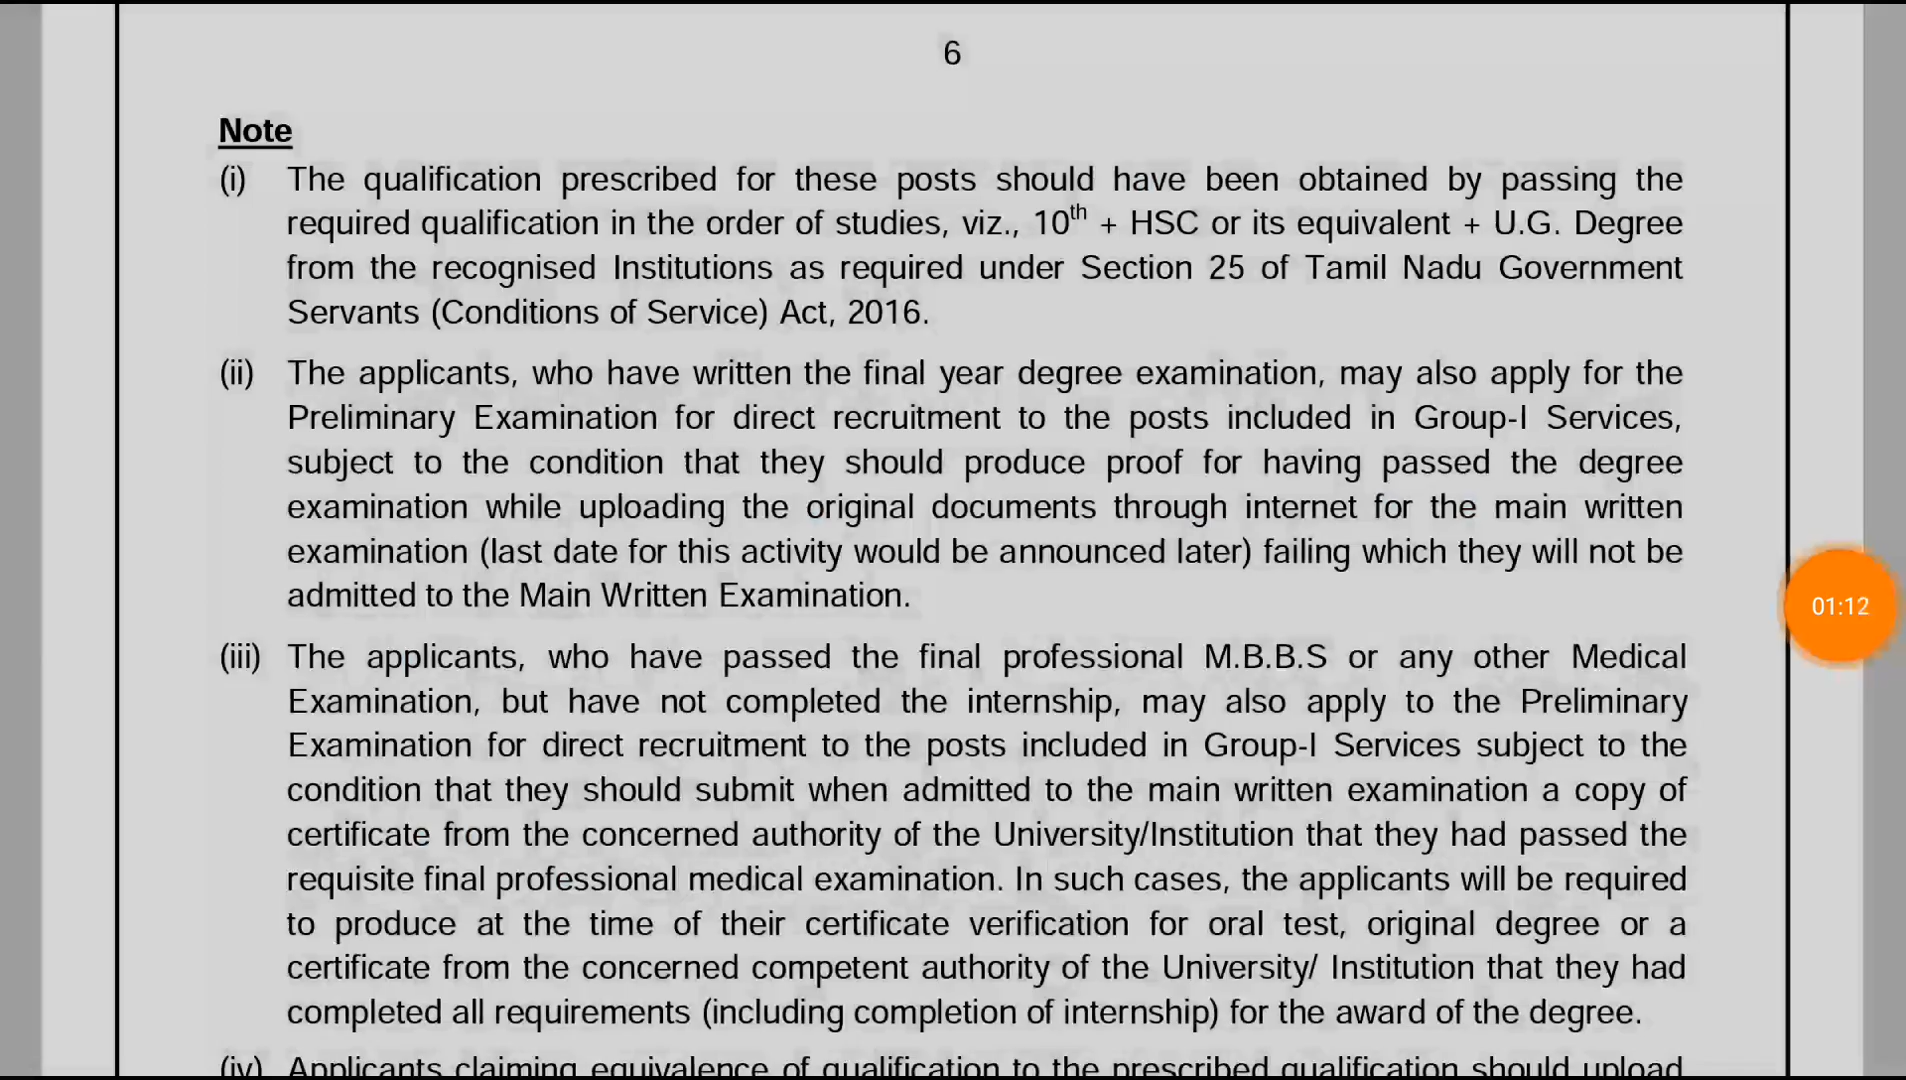 6
Note
(i) The qualification prescribed for these posts should have been obtained by passing the
required qualification in the order of studies, viz., 10th + HSC or its equivalent + U.G. Degree
from the recognised Institutions as required under Section 25 of Tamil Nadu Government
Servants (Conditions of Service) Act, 2016.
(ii) The applicants, who have written the final year degree examination, may also apply for the
Preliminary Examination for direct recruitment to the posts included in Group-I Services,
subject to the condition that they should produce proof for having passed the degree
examination while uploading the original documents through internet for the main written
examination (last date for this activity would be announced later) failing which they will not be
admitted to the Main Written Examination.
01:12
(iii) The applicants, who have passed the final professional M.B.B.S or any other Medical
Examination, but have not completed the internship, may also apply to the Preliminary
Examination for direct recruitment to the posts included in Group-I Services subject to the
condition that they should submit when admitted to the main written examination a copy of
certificate from the concerned authority of the University/Institution that they had passed the
requisite final professional medical examination. In such cases, the applicants will be required
to produce at the time of their certificate verification for oral test, original degree or a
certificate from the concerned competent authority of the University/ Institution that they had
completed all requirements (including completion of internship) for the award of the degree.
(iv) Applicants claiming equivalence of qualification to the prescribed qualification should upload